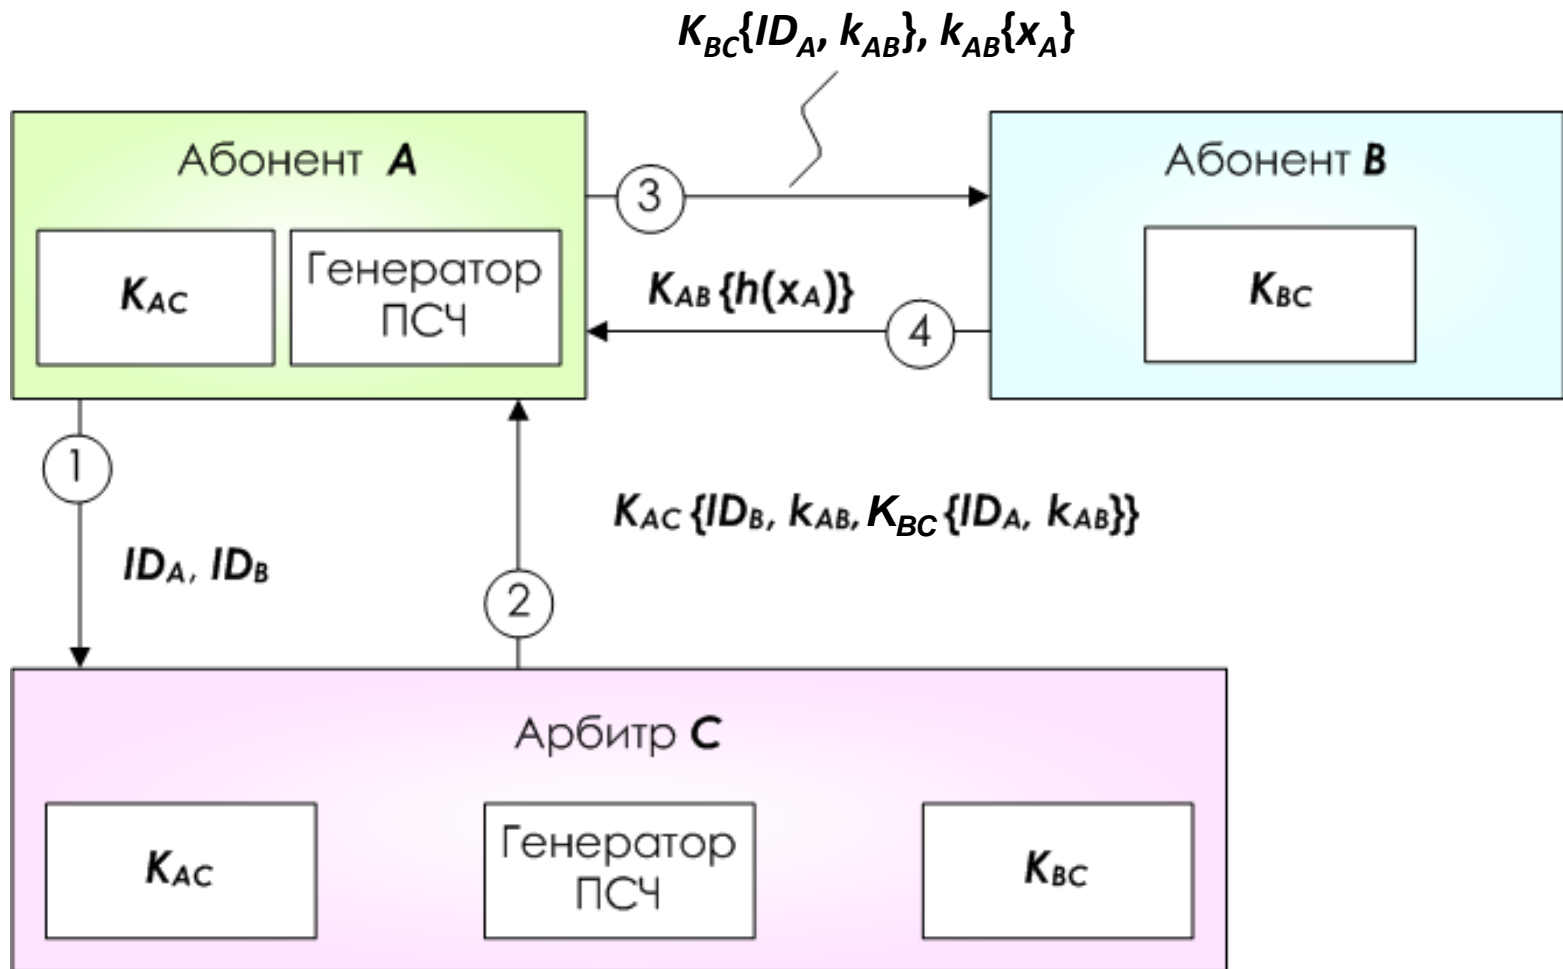 K_BC{ID_A, k_AB}, k_AB{x_A}
Абонент A
K_AC
Генератор
ПСЧ
3
Абонент B
K_BC
K_AB{h(x_A)}
4
1
ID_A, ID_B
2
K_AC{ID_B, k_AB, K_BC{ID_A, k_AB}}
Арбитр C
K_AC
Генератор
ПСЧ
K_BC